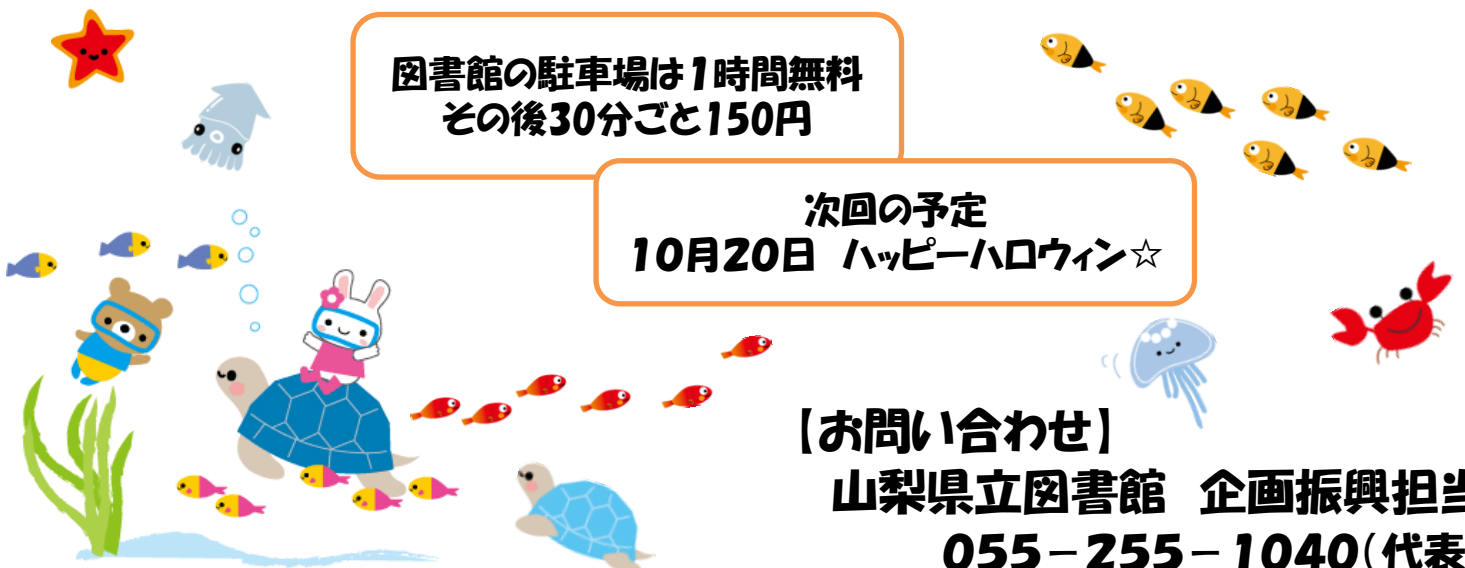 図書館の駐車場は1時間無料
その後30分ごと150円
次回の予定
10月20日 ハッピーハロウィン☆
【お問い合わせ】
山梨県立図書館 企画振興担当
055-255-1040(代表